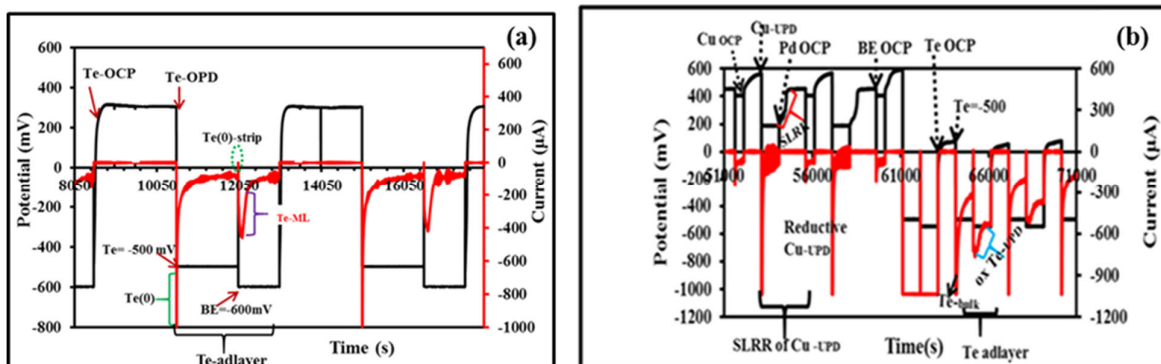 (a)
600
400
200
0
-200
-400
-600
-800
Potential (mV)
Te-OCP
Te-OPD
Te(0)-strip
8050 10050 12050 14050 16050
Te-ML
Te= -500 mV
Te(0)
BE=-600mV
Te-adlayer
Time (s)
400
200
0
-200
-400
-600
-800
-1000
Current (µA)
(b)
Cu-UPD
Cu OCP
Pd OCP
BE OCP
Te OCP
600
400
200
0
-200
-400
-600
-800
-1000
-1200
Potential (mV)
SLRR
Te=-500
51000 56000 61000 66000 71000
Reductive
Cu-UPD
ox Te-UPD
Te-bulk
SLRR of Cu -UPD
Time(s)
Te adlayer
600
300
0
-300
-600
-900
-1200
Current (µA)